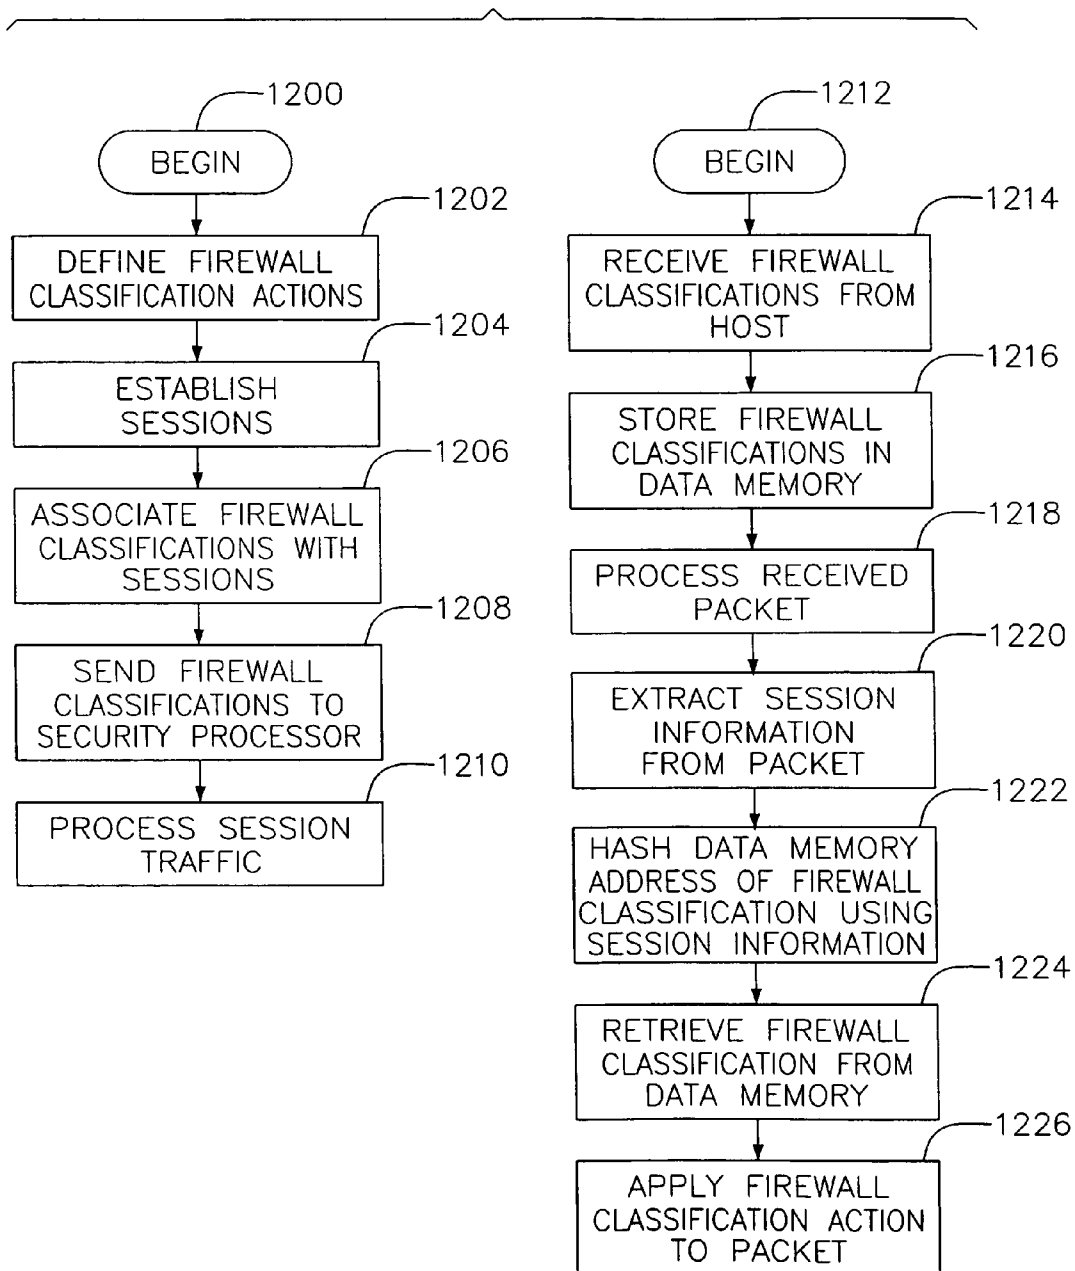 1200
BEGIN
1202
DEFINE FIREWALL
CLASSIFICATION ACTIONS
1204
ESTABLISH
SESSIONS
1206
ASSOCIATE FIREWALL
CLASSIFICATIONS WITH
SESSIONS
1208
SEND FIREWALL
CLASSIFICATIONS TO
SECURITY PROCESSOR
1210
PROCESS SESSION
TRAFFIC
1212
BEGIN
1214
RECEIVE FIREWALL
CLASSIFICATIONS FROM
HOST
1216
STORE FIREWALL
CLASSIFICATIONS IN
DATA MEMORY
1218
PROCESS RECEIVED
PACKET
1220
EXTRACT SESSION
INFORMATION
FROM PACKET
1222
HASH DATA MEMORY
ADDRESS OF FIREWALL
CLASSIFICATION USING
SESSION INFORMATION
1224
RETRIEVE FIREWALL
CLASSIFICATION FROM
DATA MEMORY
1226
APPLY FIREWALL
CLASSIFICATION ACTION
TO PACKET